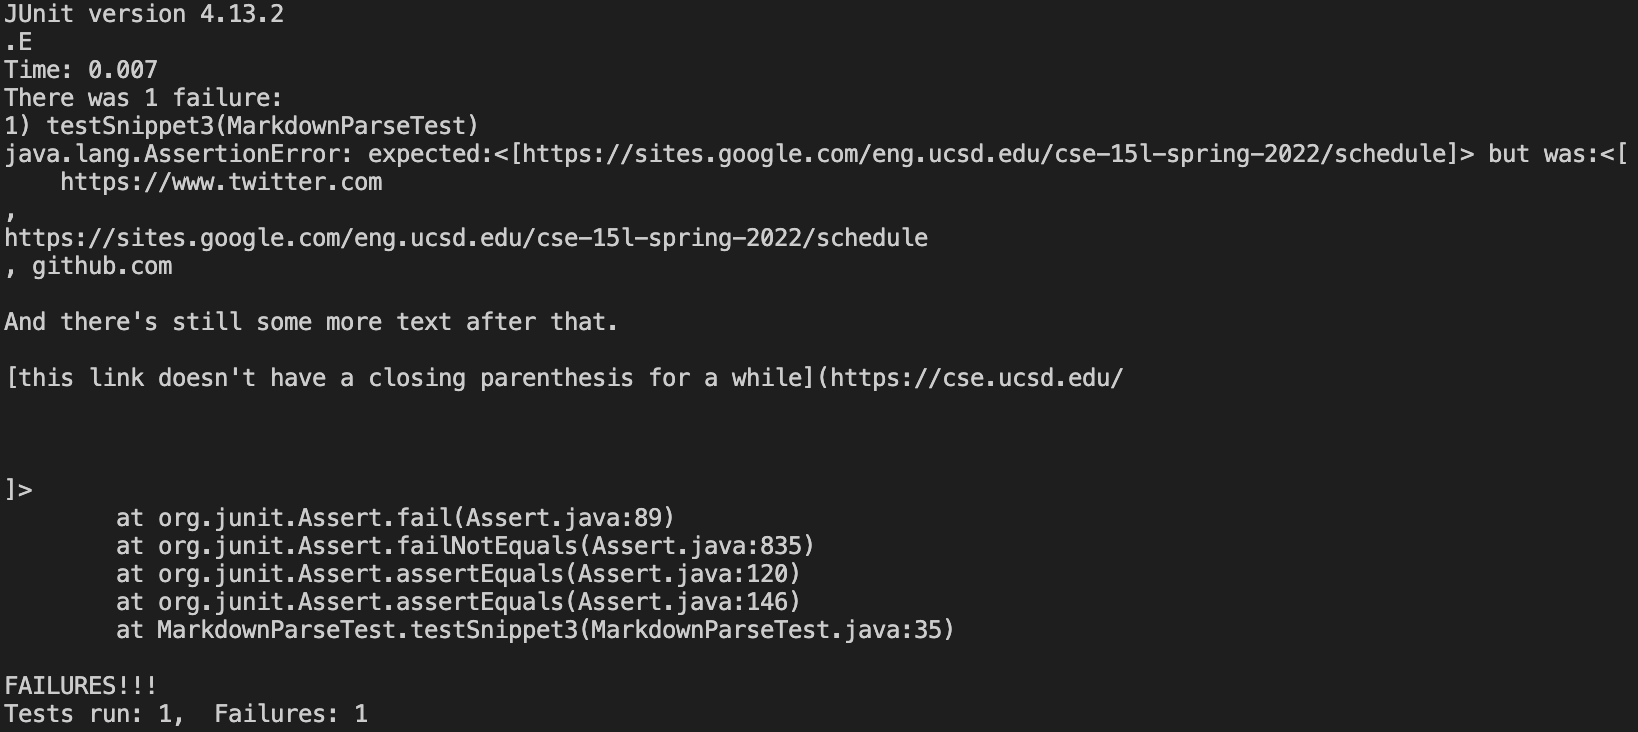 JUnit version 4.13.2
.E
Time: 0.007
There was 1 failure:
1) testSnippet3(MarkdownParseTest)
java.lang.AssertionError: expected:<[https://sites.google.com/eng.ucsd.edu/cse-15l-spring-2022/schedule]> but was:<[
    https://www.twitter.com
,
https://sites.google.com/eng.ucsd.edu/cse-15l-spring-2022/schedule
, github.com

And there's still some more text after that.

[this link doesn't have a closing parenthesis for a while](https://cse.ucsd.edu/



]>
        at org.junit.Assert.fail(Assert.java:89)
        at org.junit.Assert.failNotEquals(Assert.java:835)
        at org.junit.Assert.assertEquals(Assert.java:120)
        at org.junit.Assert.assertEquals(Assert.java:146)
        at MarkdownParseTest.testSnippet3(MarkdownParseTest.java:35)

FAILURES!!!
Tests run: 1,  Failures: 1